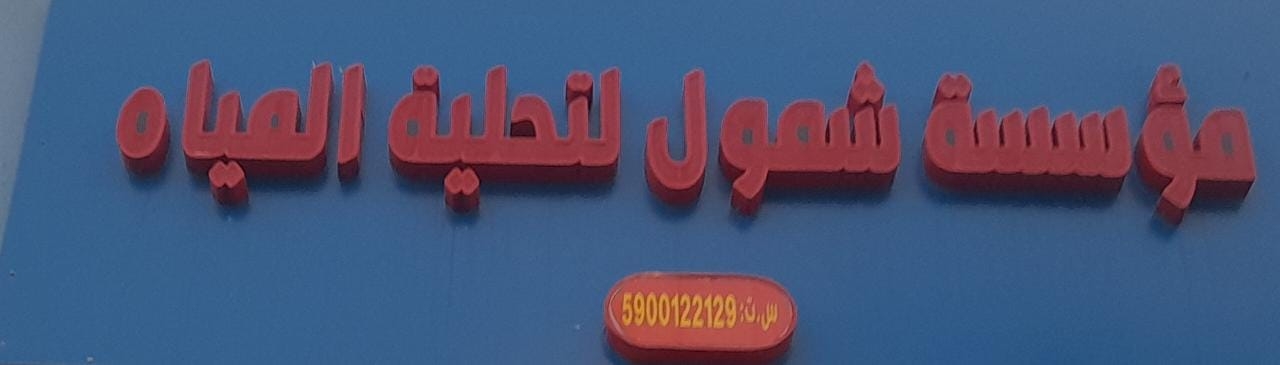 مؤسسة شمول لتحلية المياه
س.ت: 5900122129